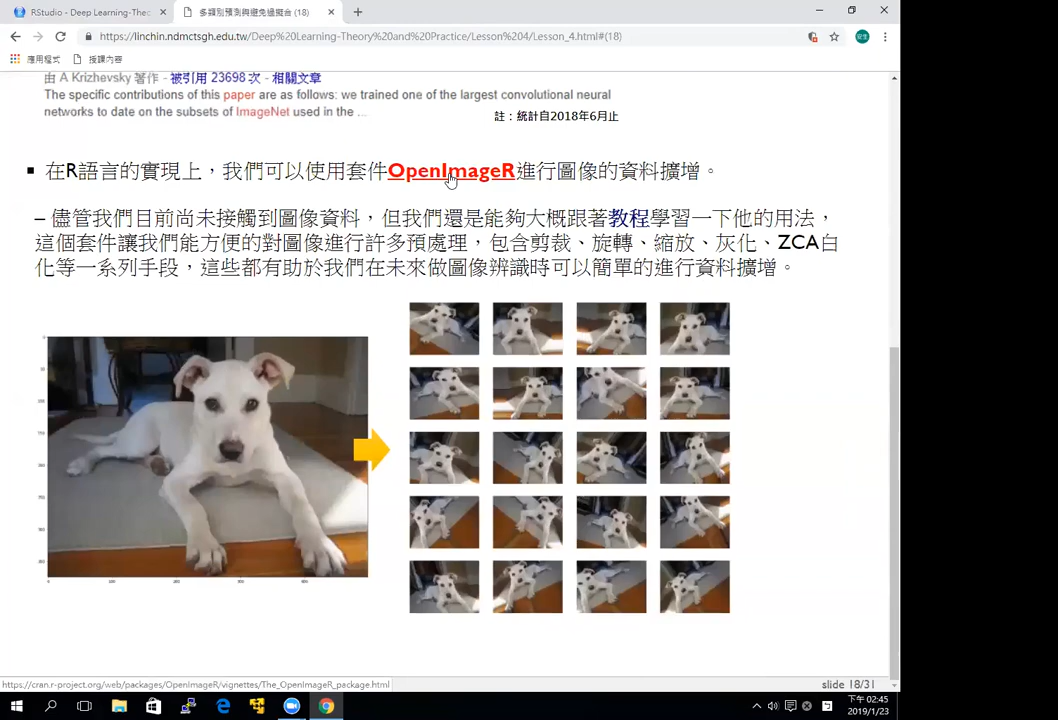 RStudio - Deep Learning-Theo
多類別預測與避免過擬合 (18)
https://linchin.ndmctsgh.edu.tw/Deep%20Learning-Theory%20and%20Practice/Lesson%204/Lesson_4.html#(18)
應用程式
授課內容
由 A Krizhevsky 著作 - 被引用 23698 次 - 相關文章
The specific contributions of this paper are as follows: we trained one of the largest convolutional neural
networks to date on the subsets of ImageNet used in the ...
註：統計自2018年6月止
在R語言的實現上，我們可以使用套件OpenImageR進行圖像的資料擴增。
– 儘管我們目前尚未接觸到圖像資料，但我們還是能夠大概跟著教程學習一下他的用法，
這個套件讓我們能方便的對圖像進行許多預處理，包含剪裁、旋轉、縮放、灰化、ZCA白
化等一系列手段，這些都有助於我們在未來做圖像辨識時可以簡單的進行資料擴增。
https://cran.r-project.org/web/packages/OpenImageR/vignettes/The_OpenImageR_package.html
slide 18/31
下午 02:45
2019/1/23